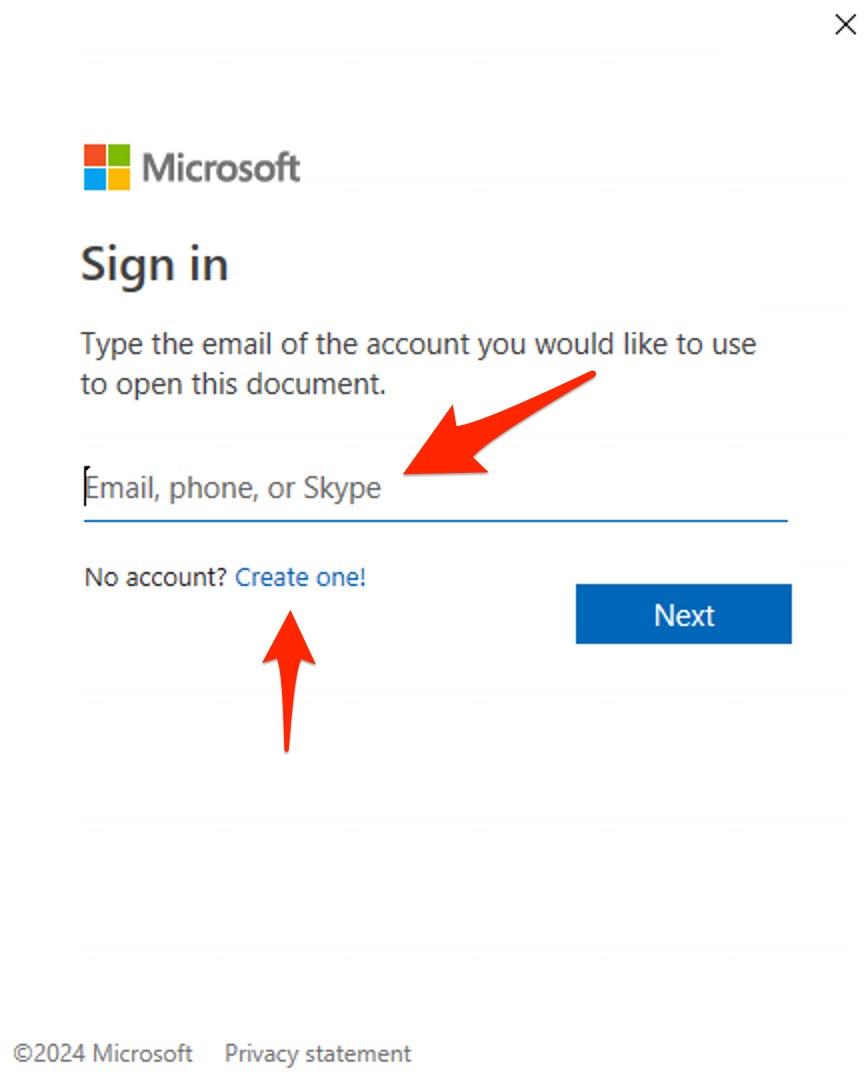 Microsoft
Sign in
Type the email of the account you would like to use
to open this document.
Email, phone, or Skype
No account? Create one!
Next
©2024 Microsoft Privacy statement